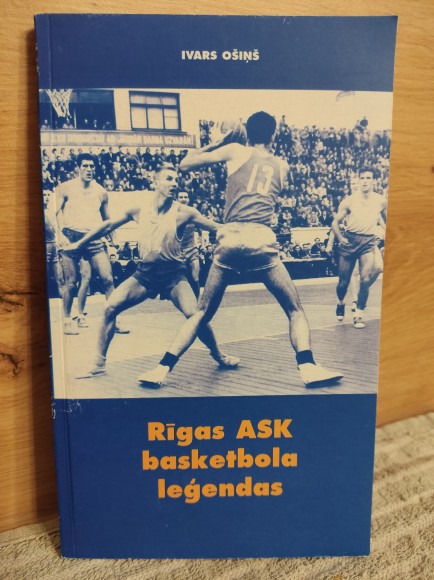 IVARS OŠIŅŠ
13
Rīgas ASK
basketbola
leģendas